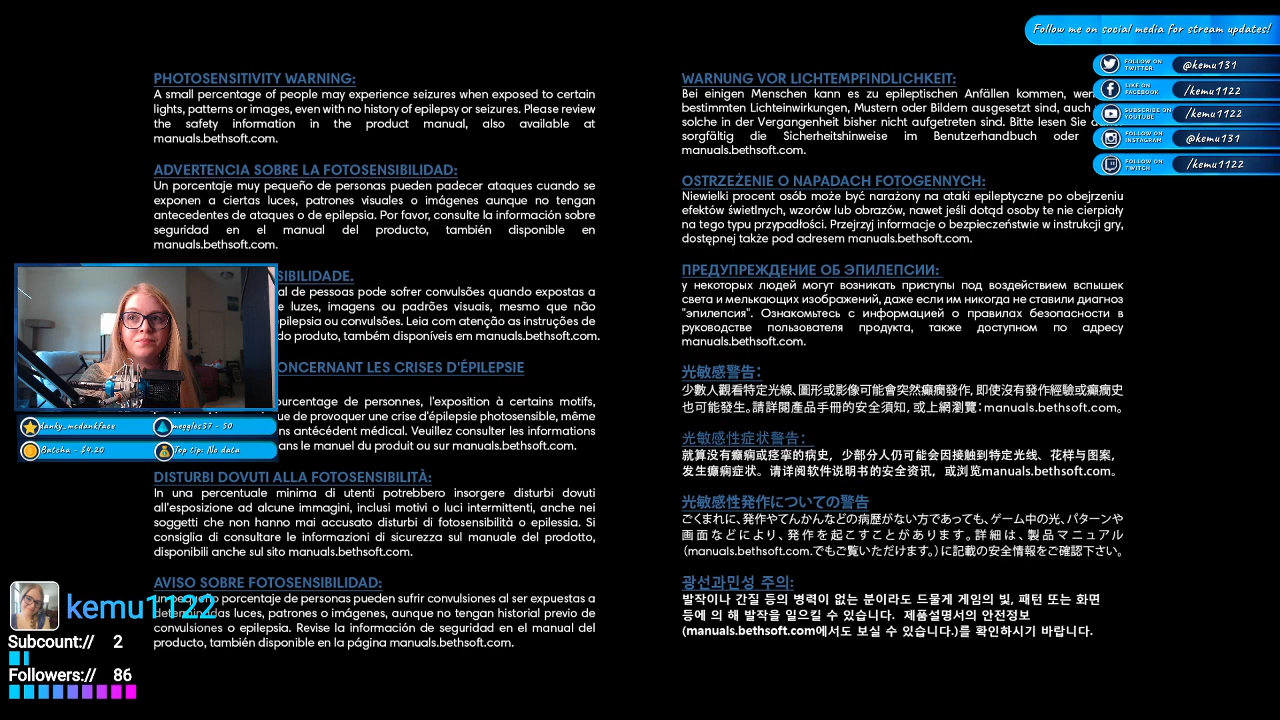 PHOTOSENSITIVITY WARNING:
A small percentage of people may experience seizures when exposed to certain
lights, patterns or images, even with no history of epilepsy or seizures. Please review
the safety information in the product manual, also available at
manuals.bethsoft.com.
ADVERTENCIA SOBRE LA FOTOSENSIBILIDAD:
Un porcentaje muy pequeño de personas pueden padecer ataques cuando se
exponen a ciertas luces, patrones visuales o imágenes aunque no tengan
antecedentes de ataques o de epilepsia. Por favor, consulte la información sobre
seguridad en el manual del producto, también disponible en
manuals.bethsoft.com.
SIBILIDADE.
al de pessoas pode sofrer convulsões quando expostas a
luzes, imagens ou padrões visuais, mesmo que não
epilepsia ou convulsões. Leia com atenção as instruções de
do produto, também disponíveis em manuals.bethsoft.com.
ONCERNANT LES CRISES D'ÉPILEPSIE
ourcentage de personnes, l'exposition à certains motifs,
ue de provoquer une crise d'épilepsie photosensible, même
ns antécédent médical. Veuillez consulter les informations
ans le manuel du produit ou sur manuals.bethsoft.com.
DISTURBI DOVUTI ALLA FOTOSENSIBILITÀ:
In una percentuale minima di utenti potrebbero insorgere disturbi dovuti
all'esposizione ad alcune immagini, inclusi motivi o luci intermittenti, anche nei
soggetti che non hanno mai accusato disturbi di fotosensibilità o epilessia. Si
consiglia di consultare le informazioni di sicurezza sul manuale del prodotto,
disponibili anche sul sito manuals.bethsoft.com.
AVISO SOBRE FOTOSENSIBILIDAD:
un pequeño porcentaje de personas pueden sufrir convulsiones al ser expuestas a
determinadas luces, patrones o imágenes, aunque no tengan historial previo de
convulsiones o epilepsia. Revise la información de seguridad en el manual del
producto, también disponible en la página manuals.bethsoft.com.
WARNUNG VOR LICHTEMPFINDLICHKEIT:
Bei einigen Menschen kann es zu epileptischen Anfällen kommen, wen
bestimmten Lichteinwirkungen, Mustern oder Bildern ausgesetzt sind, auch
solche in der Vergangenheit bisher nicht aufgetreten sind. Bitte lesen Sie
sorgfältig die Sicherheitshinweise im Benutzerhandbuch oder
manuals.bethsoft.com.
OSTRZEŻENIE O NAPADACH FOTOGENNYCH:
Niewielki procent osób może być narażony na ataki epileptyczne po obejrzeniu
efektów świetlnych, wzorów lub obrazów, nawet jeśli dotąd osoby te nie cierpiały
na tego typu przypadłości. Przejrzyj informacje o bezpieczeństwie w instrukcji gry,
dostępnej także pod adresem manuals.bethsoft.com.
ПРЕДУПРЕЖДЕНИЕ ОБ ЭПИЛЕПСИИ:
у некоторых людей могут возникать приступы под воздействием вспышек
света и мелькающих изображений, даже если им никогда не ставили диагноз
"эпилепсия". Ознакомьтесь с информацией о правилах безопасности в
руководстве пользователя продукта, также доступном по адресу
manuals.bethsoft.com.
光敏感警告：
少數人觀看特定光線、圖形或影像可能會突然癲癇發作，即使沒有發作經驗或癲癇史
也可能發生。請詳閱產品手冊的安全須知，或上網瀏覽：manuals.bethsoft.com。
光敏感性症状警告：
就算没有癫痫或痉挛的病史，少部分人仍可能会因接触到特定光线、花样与图案，
发生癫痫症状。请详阅软件说明书的安全资讯，或浏览manuals.bethsoft.com。
光敏感性発作についての警告
ごくまれに、発作やてんかんなどの病歴がない方であっても、ゲーム中の光、パターンや
画面などにより、発作を起こすことがあります。詳細は、製品マニュアル
（manuals.bethsoft.com.でもご覧いただけます。）に記載の安全情報をご確認下さい。
광선과민성 주의:
발작이나 간질 등의 병력이 없는 분이라도 드물게 게임의 빛, 패턴 또는 화면
등에 의 해 발작을 일으킬 수 있습니다. 제품설명서의 안전정보
(manuals.bethsoft.com에서도 보실 수 있습니다.)를 확인하시기 바랍니다.
Follow me on social media for stream updates!
FOLLOW ON TWITTER @kemu131
LIKE ON FACEBOOK /kemu1122
SUBSCRIBE ON YOUTUBE /kemu1122
FOLLOW ON INSTAGRAM @kemu131
FOLLOW ON TWITCH /kemu1122
danky_mcdankface
meggles37 - 50
Batcha - $4.20
Top tip: No data
kemu1122
Subcount:// 2
Followers:// 86